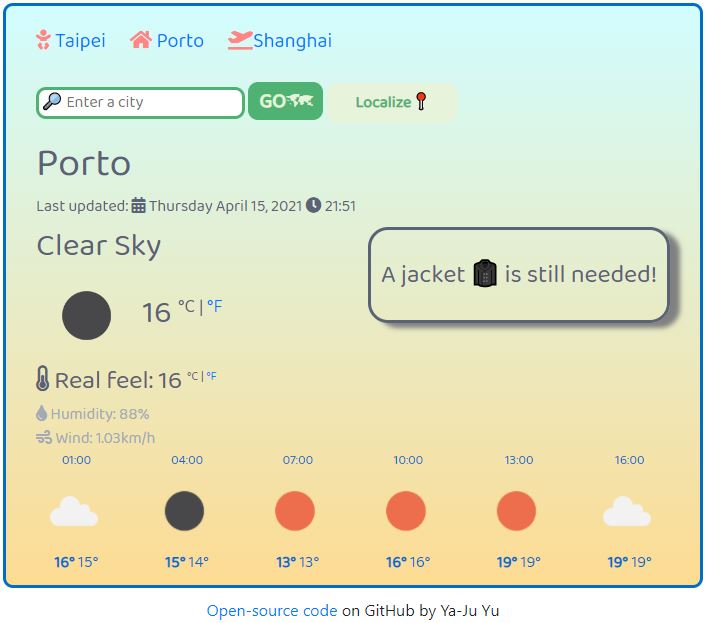 Taipei Porto Shanghai
Enter a city GO Localize
Porto
Last updated: Thursday April 15, 2021 21:51
Clear Sky
A jacket is still needed!
16 °C | °F
Real feel: 16 °C | °F
Humidity: 88%
Wind: 1.03km/h
01:00 04:00 07:00 10:00 13:00 16:00
16° 15° 15° 14° 13° 13° 16° 16° 19° 19° 19° 19°
Open-source code on GitHub by Ya-Ju Yu